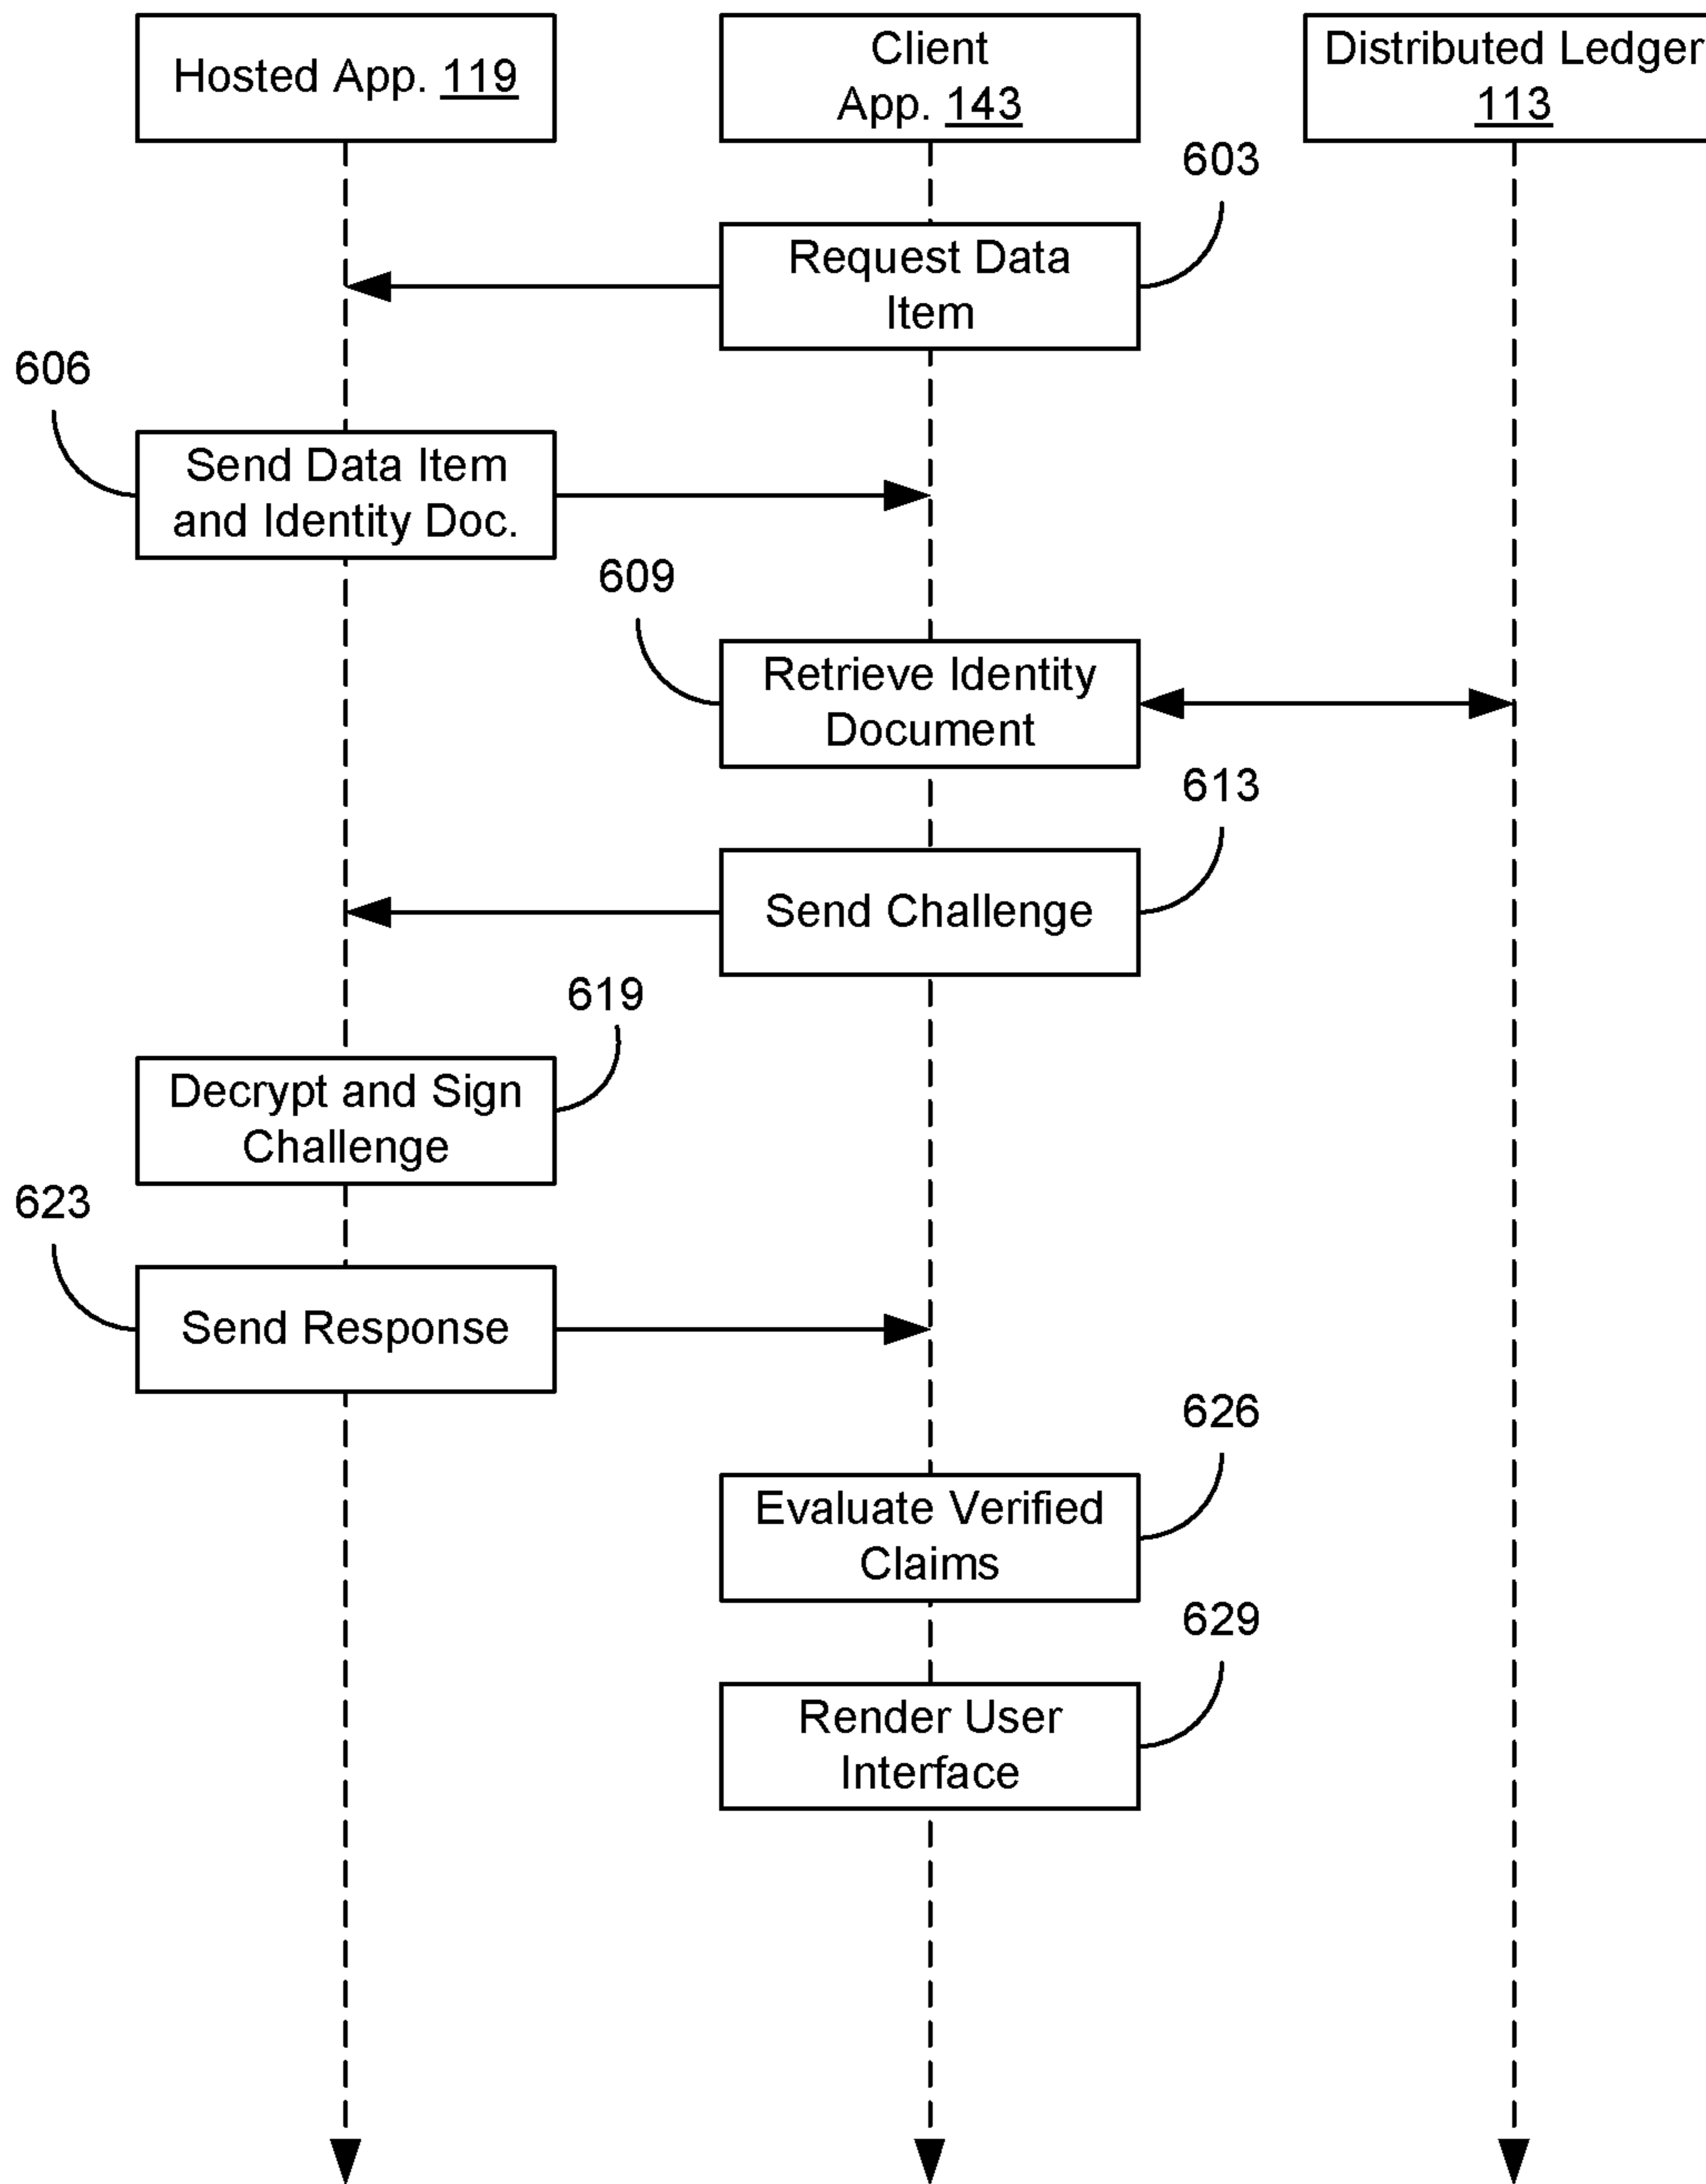 Hosted App. 119
Client
App. 143
Distributed Ledger
113
603
Request Data
Item
606
Send Data Item
and Identity Doc.
609
Retrieve Identity
Document
613
Send Challenge
619
Decrypt and Sign
Challenge
623
Send Response
626
Evaluate Verified
Claims
629
Render User
Interface